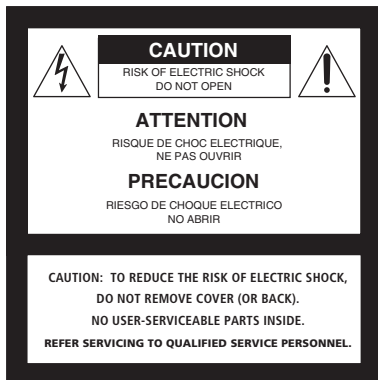 CAUTION
RISK OF ELECTRIC SHOCK
DO NOT OPEN
ATTENTION
RISQUE DE CHOC ELECTRIQUE,
NE PAS OUVRIR
PRECAUCION
RIESGO DE CHOQUE ELECTRICO
NO ABRIR
CAUTION: TO REDUCE THE RISK OF ELECTRIC SHOCK,
DO NOT REMOVE COVER (OR BACK).
NO USER-SERVICEABLE PARTS INSIDE.
REFER SERVICING TO QUALIFIED SERVICE PERSONNEL.